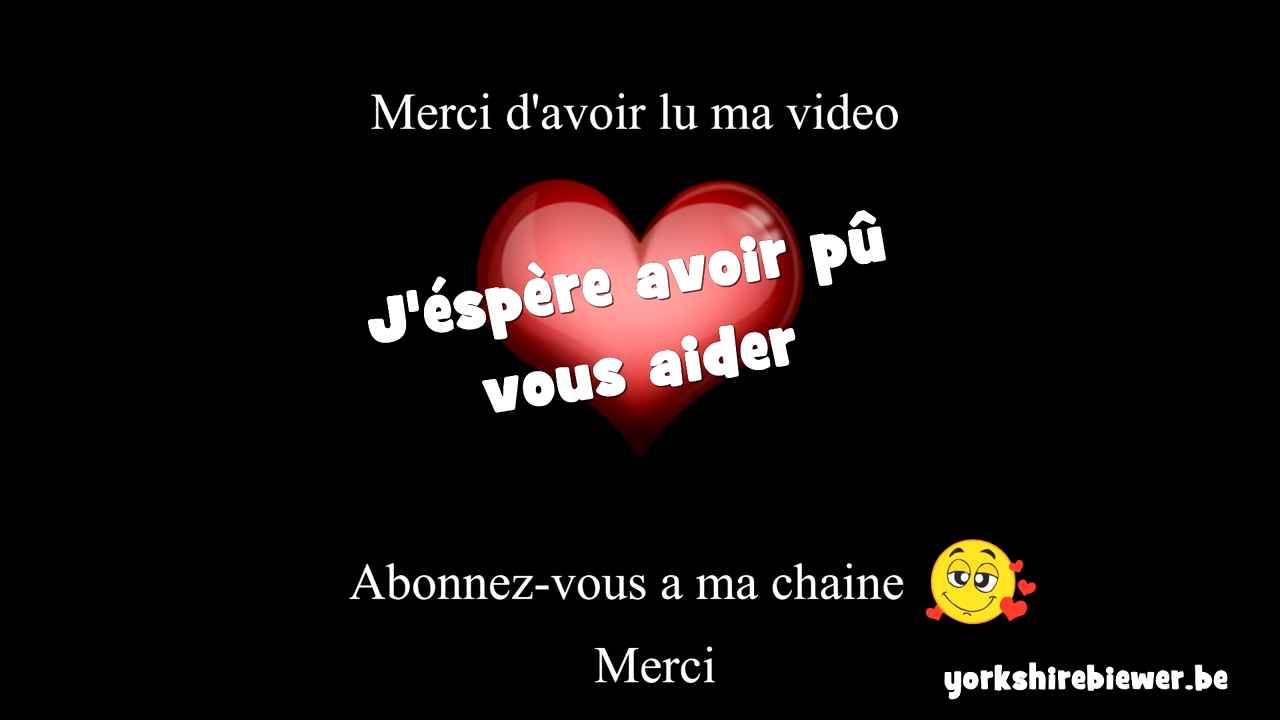 Merci d'avoir lu ma video
J'éspère avoir pû
vous aider
Abonnez-vous a ma chaine
Merci
yorkshirebiewer.be